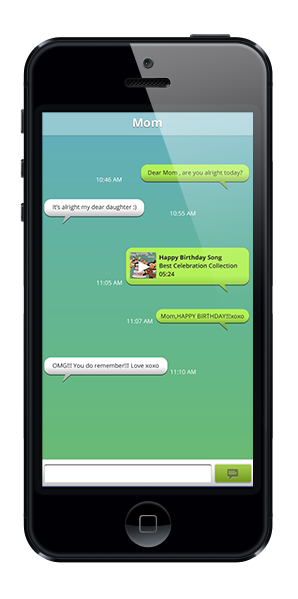 Mom
Dear Mom , are you alright today?
10:46 AM
It's alright my dear daughter :)
10:55 AM
Happy Birthday Song
Best Celebration Collection
05:24
11:05 AM
Mom,HAPPY BIRTHDAY!!!xoxo
11:07 AM
OMG!!! You do remember!!! Love xoxo
11:10 AM